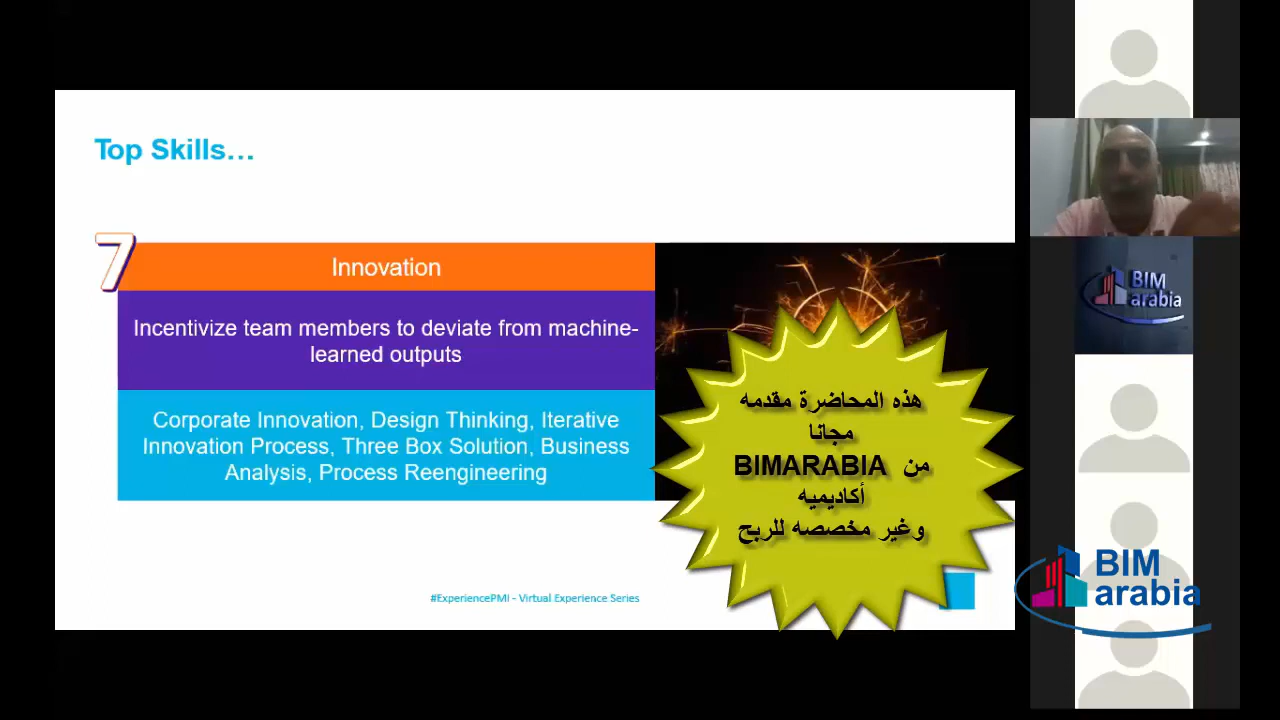 Top Skills…
7
Innovation
Incentivize team members to deviate from machine-
learned outputs
Corporate Innovation, Design Thinking, Iterative
Innovation Process, Three Box Solution, Business
Analysis, Process Reengineering
#ExperiencePMI - Virtual Experience Series
هذه المحاضرة مقدمه
مجانا
من BIMARABIA
أكاديميه
وغير مخصصه للربح
BIM
arabia
BIM
arabia